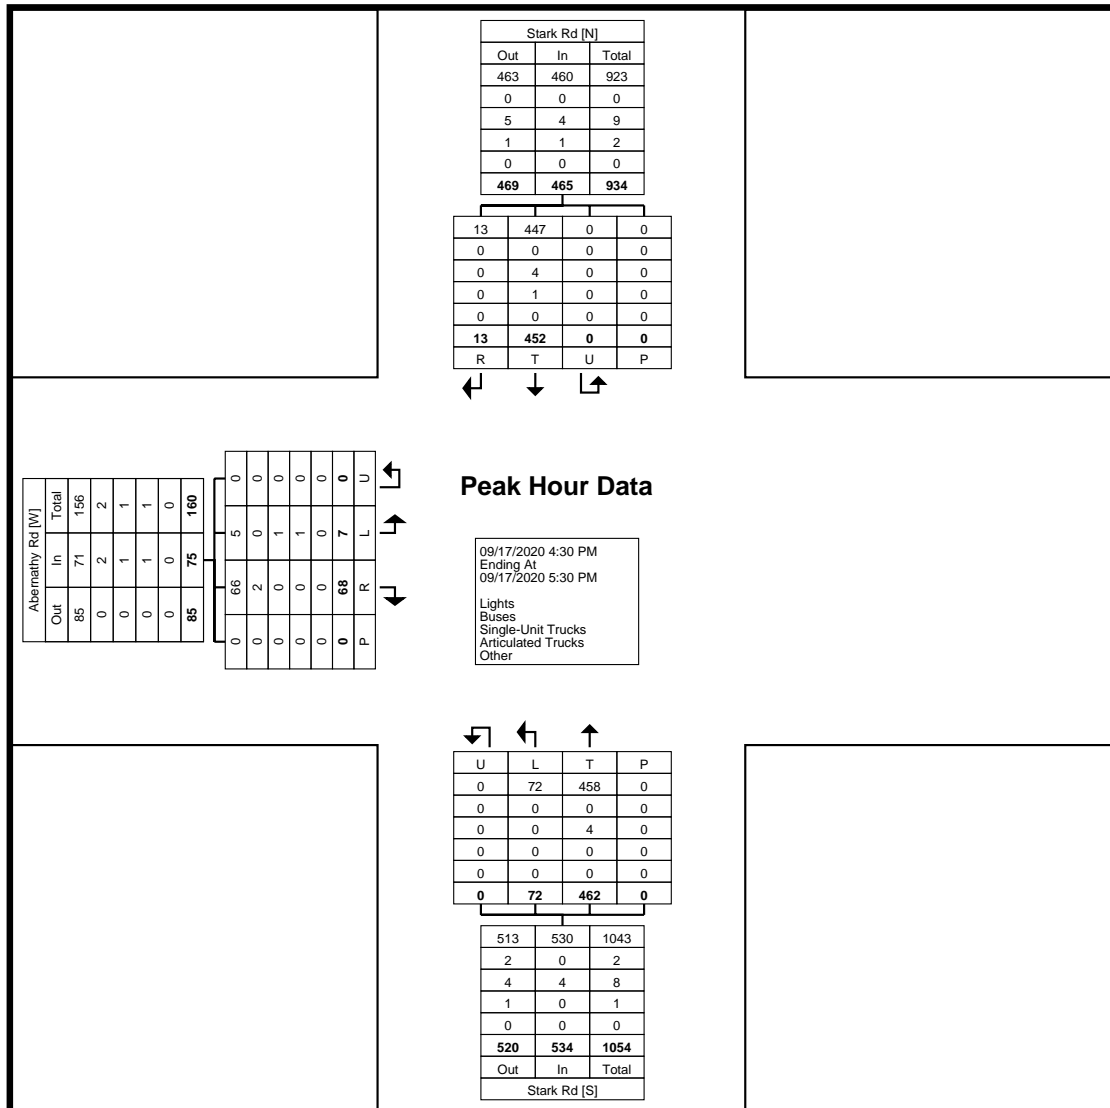 Stark Rd [N]
Out In Total
463 460 923
0 0 0
5 4 9
1 1 2
0 0 0
469 465 934
13 447 0 0
0 0 0 0
0 4 0 0
0 1 0 0
0 0 0 0
13 452 0 0
R T U P
Abernathy Rd [W]
Out In Total
85 71 156
0 2 2
0 1 1
0 1 1
0 0 0
85 75 160
0 66 5 0
0 2 0 0
0 0 1 0
0 0 1 0
0 0 0 0
0 68 7 0
P R L U
Peak Hour Data
09/17/2020 4:30 PM
Ending At
09/17/2020 5:30 PM
Lights
Buses
Single-Unit Trucks
Articulated Trucks
Other
U L T P
0 72 458 0
0 0 0 0
0 0 4 0
0 0 0 0
0 0 0 0
0 72 462 0
513 530 1043
2 0 2
4 4 8
1 0 1
0 0 0
520 534 1054
Out In Total
Stark Rd [S]